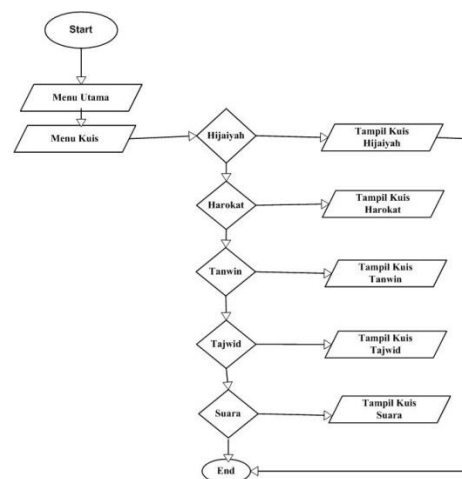 Start
Menu Utama
Menu Kuis
Hijaiyah
Tampil Kuis
Hijaiyah
Harokat
Tampil Kuis
Harokat
Tanwin
Tampil Kuis
Tanwin
Tajwid
Tampil Kuis
Tajwid
Suara
Tampil Kuis
Suara
End